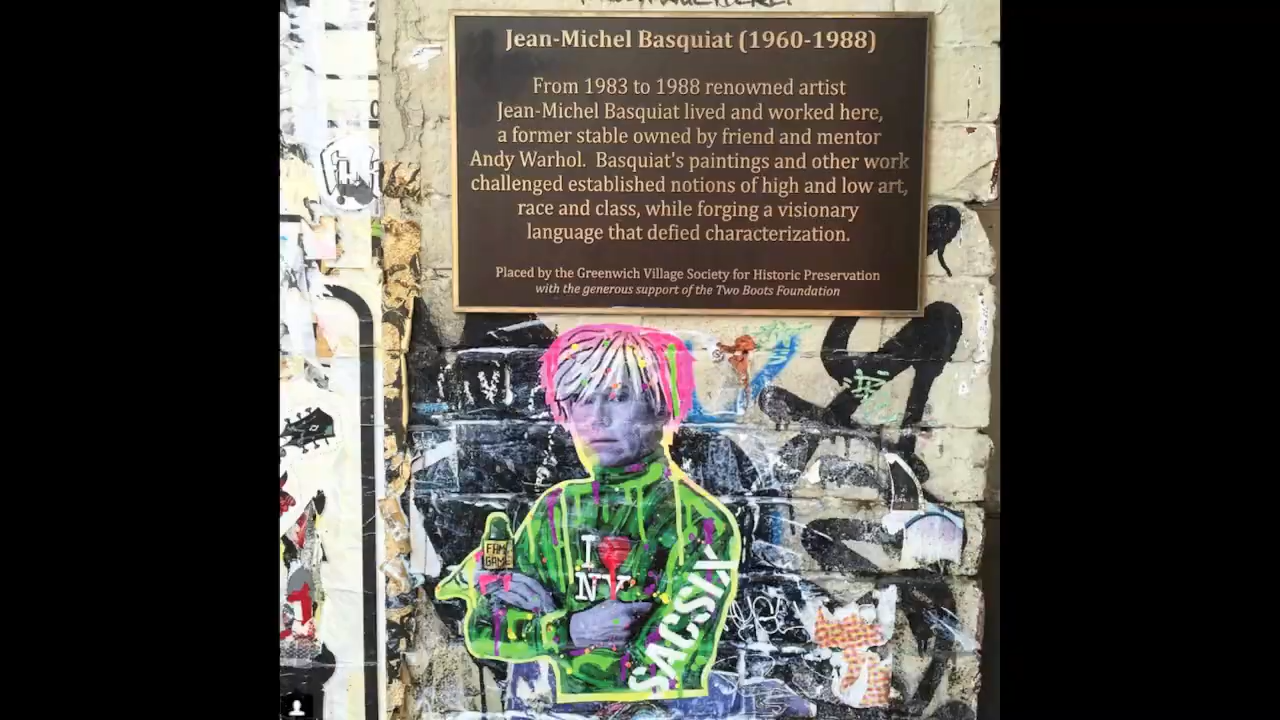 Jean-Michel Basquiat (1960-1988)
From 1983 to 1988 renowned artist
Jean-Michel Basquiat lived and worked here,
a former stable owned by friend and mentor
Andy Warhol. Basquiat's paintings and other work
challenged established notions of high and low art,
race and class, while forging a visionary
language that defied characterization.
Placed by the Greenwich Village Society for Historic Preservation
with the generous support of the Two Boots Foundation
FAME
GAME
I
NY
SACSIX